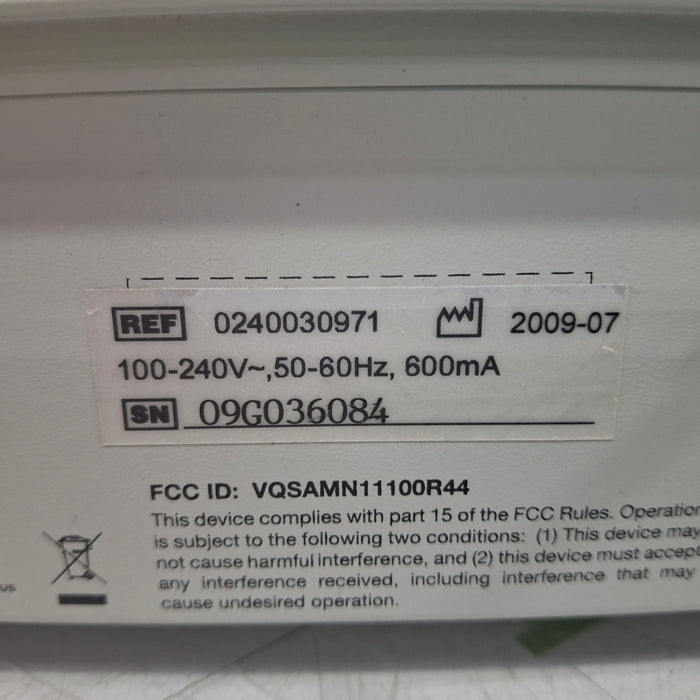 REF 0240030971 2009-07
100-240V~,50-60Hz, 600mA
SN 09G036084
FCC ID: VQSAMN11100R44
This device complies with part 15 of the FCC Rules. Operation
is subject to the following two conditions: (1) This device may
not cause harmful interference, and (2) this device must accept
any interference received, including interference that may
cause undesired operation.